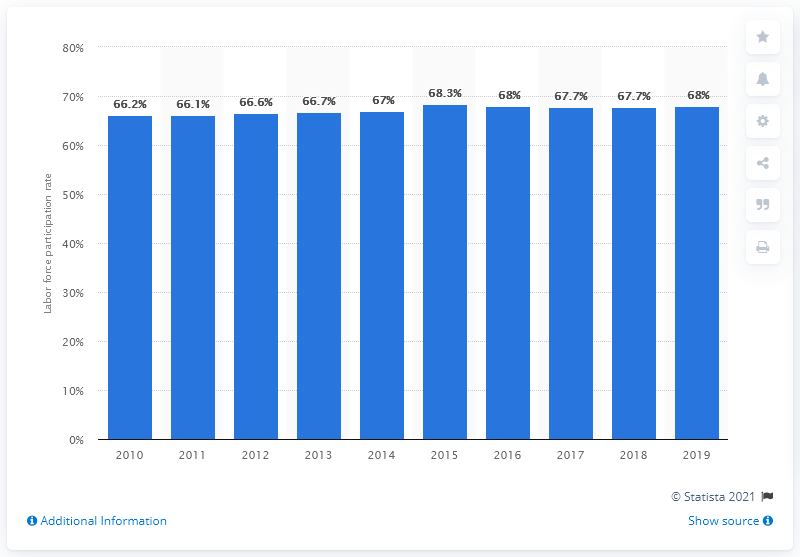 80%
70%
60%
50%
40%
30%
20%
10%
0%
Labor force participation rate
66.2% 66.1% 66.6% 66.7% 67% 68.3% 68% 67.7% 67.7% 68%
2010 2011 2012 2013 2014 2015 2016 2017 2018 2019
© Statista 2021
Additional Information
Show source